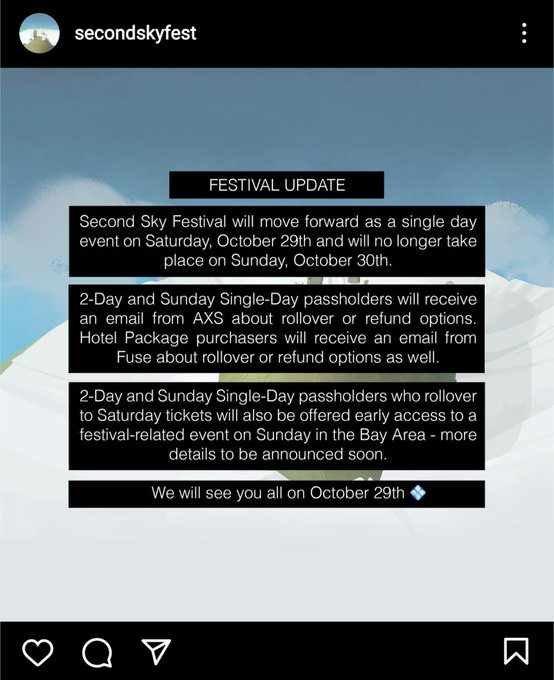 secondskyfest
FESTIVAL UPDATE
Second Sky Festival will move forward as a single day
event on Saturday, October 29th and will no longer take
place on Sunday, October 30th.
2-Day and Sunday Single-Day passholders will receive
an email from AXS about rollover or refund options.
Hotel Package purchasers will receive an email from
Fuse about rollover or refund options as well.
2-Day and Sunday Single-Day passholders who rollover
to Saturday tickets will also be offered early access to a
festival-related event on Sunday in the Bay Area - more
details to be announced soon.
We will see you all on October 29th 💠